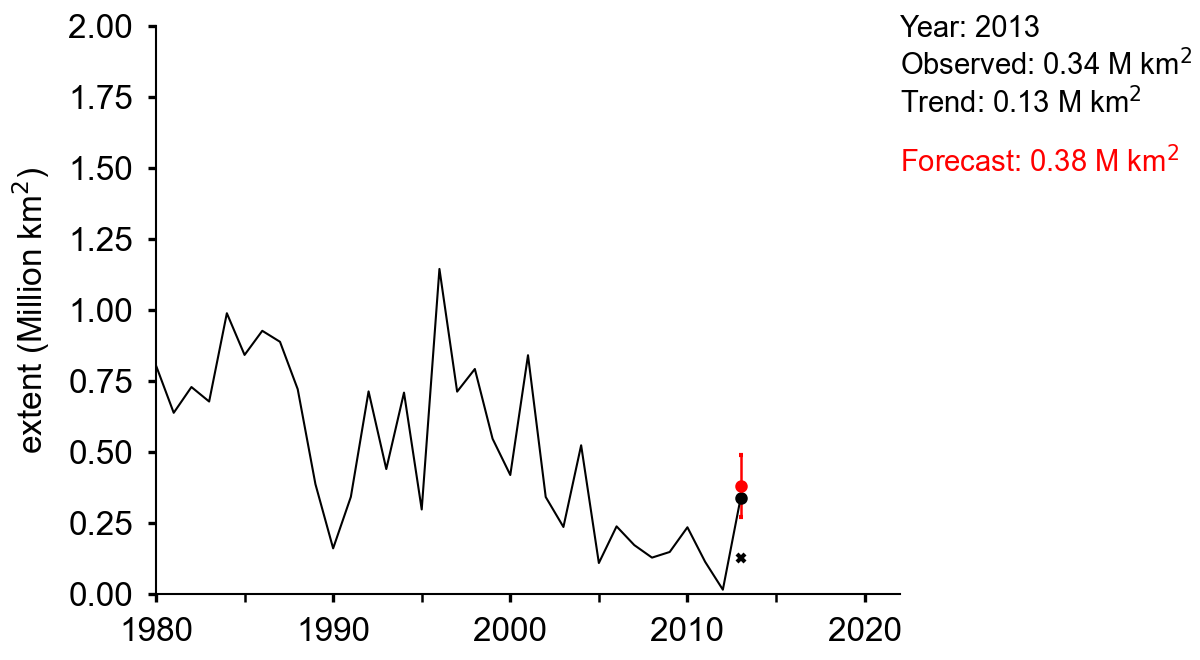 2.00
1.75
1.50
1.25
1.00
0.75
0.50
0.25
0.00
extent (Million km²)
1980 1990 2000 2010 2020
Year: 2013
Observed: 0.34 M km²
Trend: 0.13 M km²
Forecast: 0.38 M km²